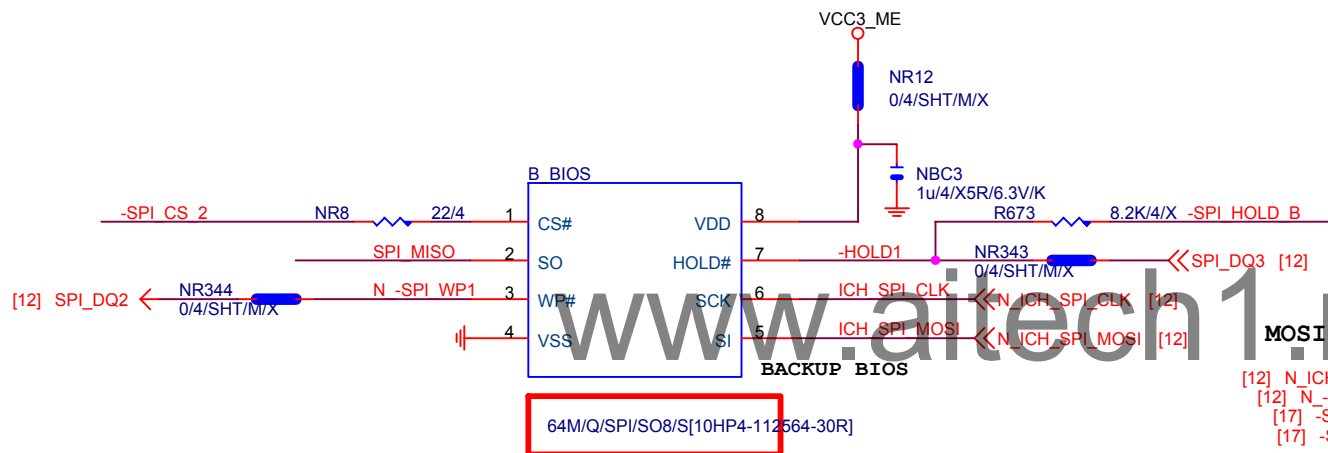 VCC3_ME
NR12
0/4/SHT/M/X
B_BIOS
NBC3
1u/4/X5R/6.3V/K
-SPI_CS_2 NR8 22/4 1 CS# VDD 8
R673 8.2K/4/X -SPI_HOLD_B
SPI_MISO 2 SO HOLD# 7 -HOLD1 NR343 SPI_DQ3 [12]
0/4/SHT/M/X
[12] SPI_DQ2 NR344 N_-SPI_WP1 3 WP# SCK 6 ICH_SPI_CLK N_ICH_SPI_CLK [12]
0/4/SHT/M/X
4 VSS SI 5 ICH_SPI_MOSI N_ICH_SPI_MOSI [12]
www.aitech1.
MOSI
BACKUP BIOS
[12] N_ICH
[12] N_-
[17] -S
[17] -S
64M/Q/SPI/SO8/S[10HP4-112564-30R]